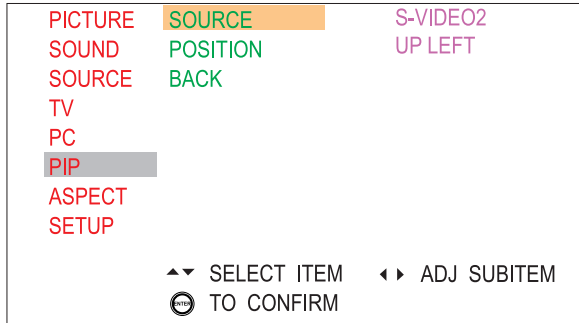 PICTURE SOURCE S-VIDEO2
SOUND POSITION UP LEFT
SOURCE BACK
TV
PC
PIP
ASPECT
SETUP
SELECT ITEM ADJ SUBITEM
ENTER TO CONFIRM